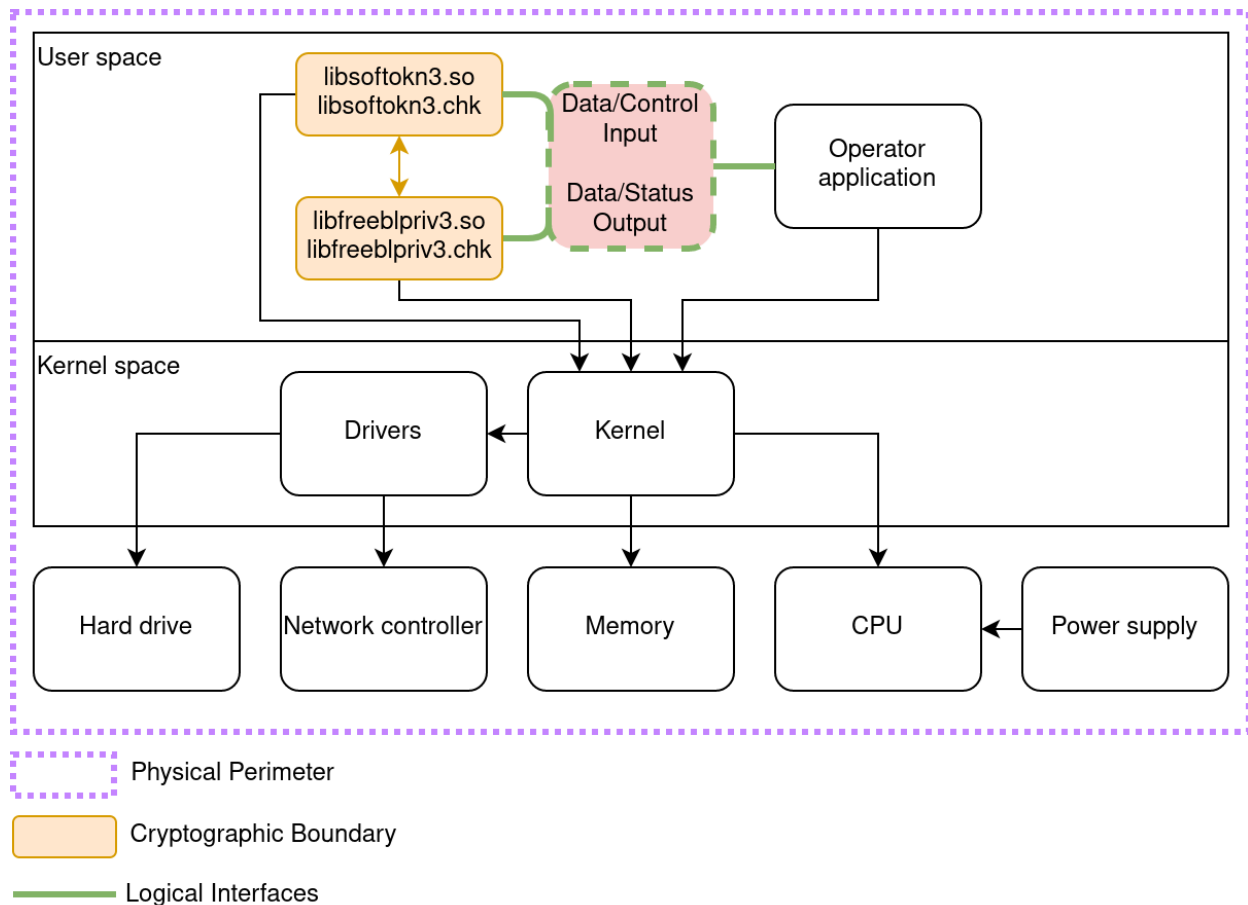 User space
libsoftokn3.so
libsoftokn3.chk
Data/Control
Input
Data/Status
Output
Operator
application
libfreeblpriv3.so
libfreeblpriv3.chk
Kernel space
Drivers
Kernel
Hard drive
Network controller
Memory
CPU
Power supply
Physical Perimeter
Cryptographic Boundary
Logical Interfaces